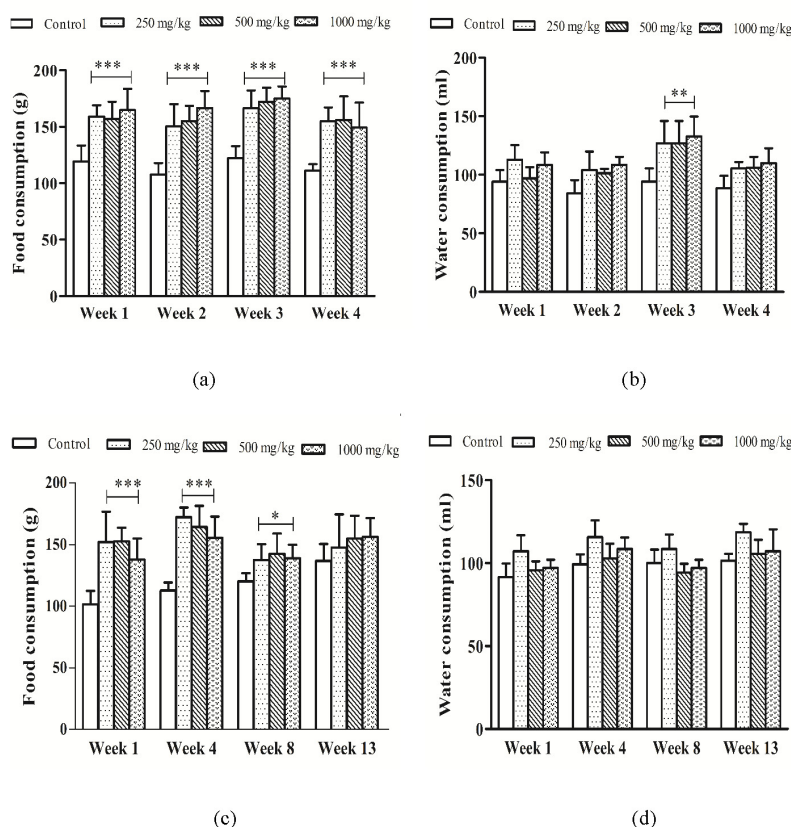 Control 250 mg/kg 500 mg/kg 1000 mg/kg
Food consumption (g)
200
150
100
50
0
*** *** *** ***
Week 1 Week 2 Week 3 Week 4
(a)
Control 250 mg/kg 500 mg/kg 1000 mg/kg
Water consumption (ml)
200
150
100
50
0
**
Week 1 Week 2 Week 3 Week 4
(b)
Control 250 mg/kg 500 mg/kg 1000 mg/kg
Food consumption (g)
200
150
100
50
0
*** *** *
Week 1 Week 4 Week 8 Week 13
(c)
Control 250 mg/kg 500 mg/kg 1000 mg/kg
Water consumption (ml)
150
100
50
0
Week 1 Week 4 Week 8 Week 13
(d)